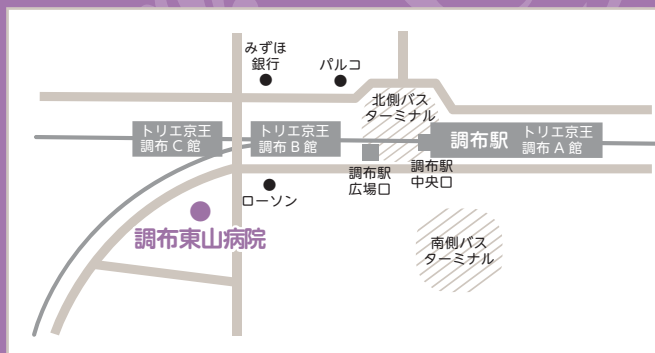 みずほ
銀行
パルコ
北側バス
ターミナル
トリエ京王
調布C館
トリエ京王
調布B館
調布駅
トリエ京王
調布A館
調布駅
広場口
調布駅
中央口
ローソン
調布東山病院
南側バス
ターミナル